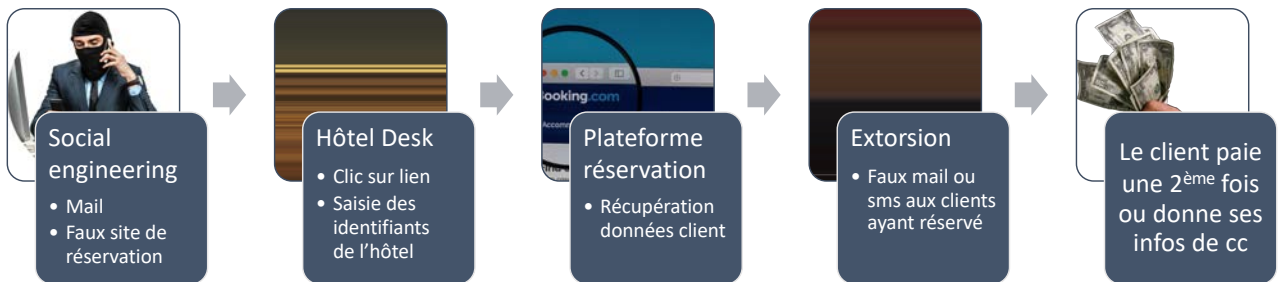 Social
engineering
• Mail
• Faux site de
réservation
Hôtel Desk
• Clic sur lien
• Saisie des
identifiants
de l’hôtel
Booking.com
Plateforme
réservation
• Récupération
données client
Extorsion
• Faux mail ou
sms aux clients
ayant réservé
Le client paie
une 2ème fois
ou donne ses
infos de cc